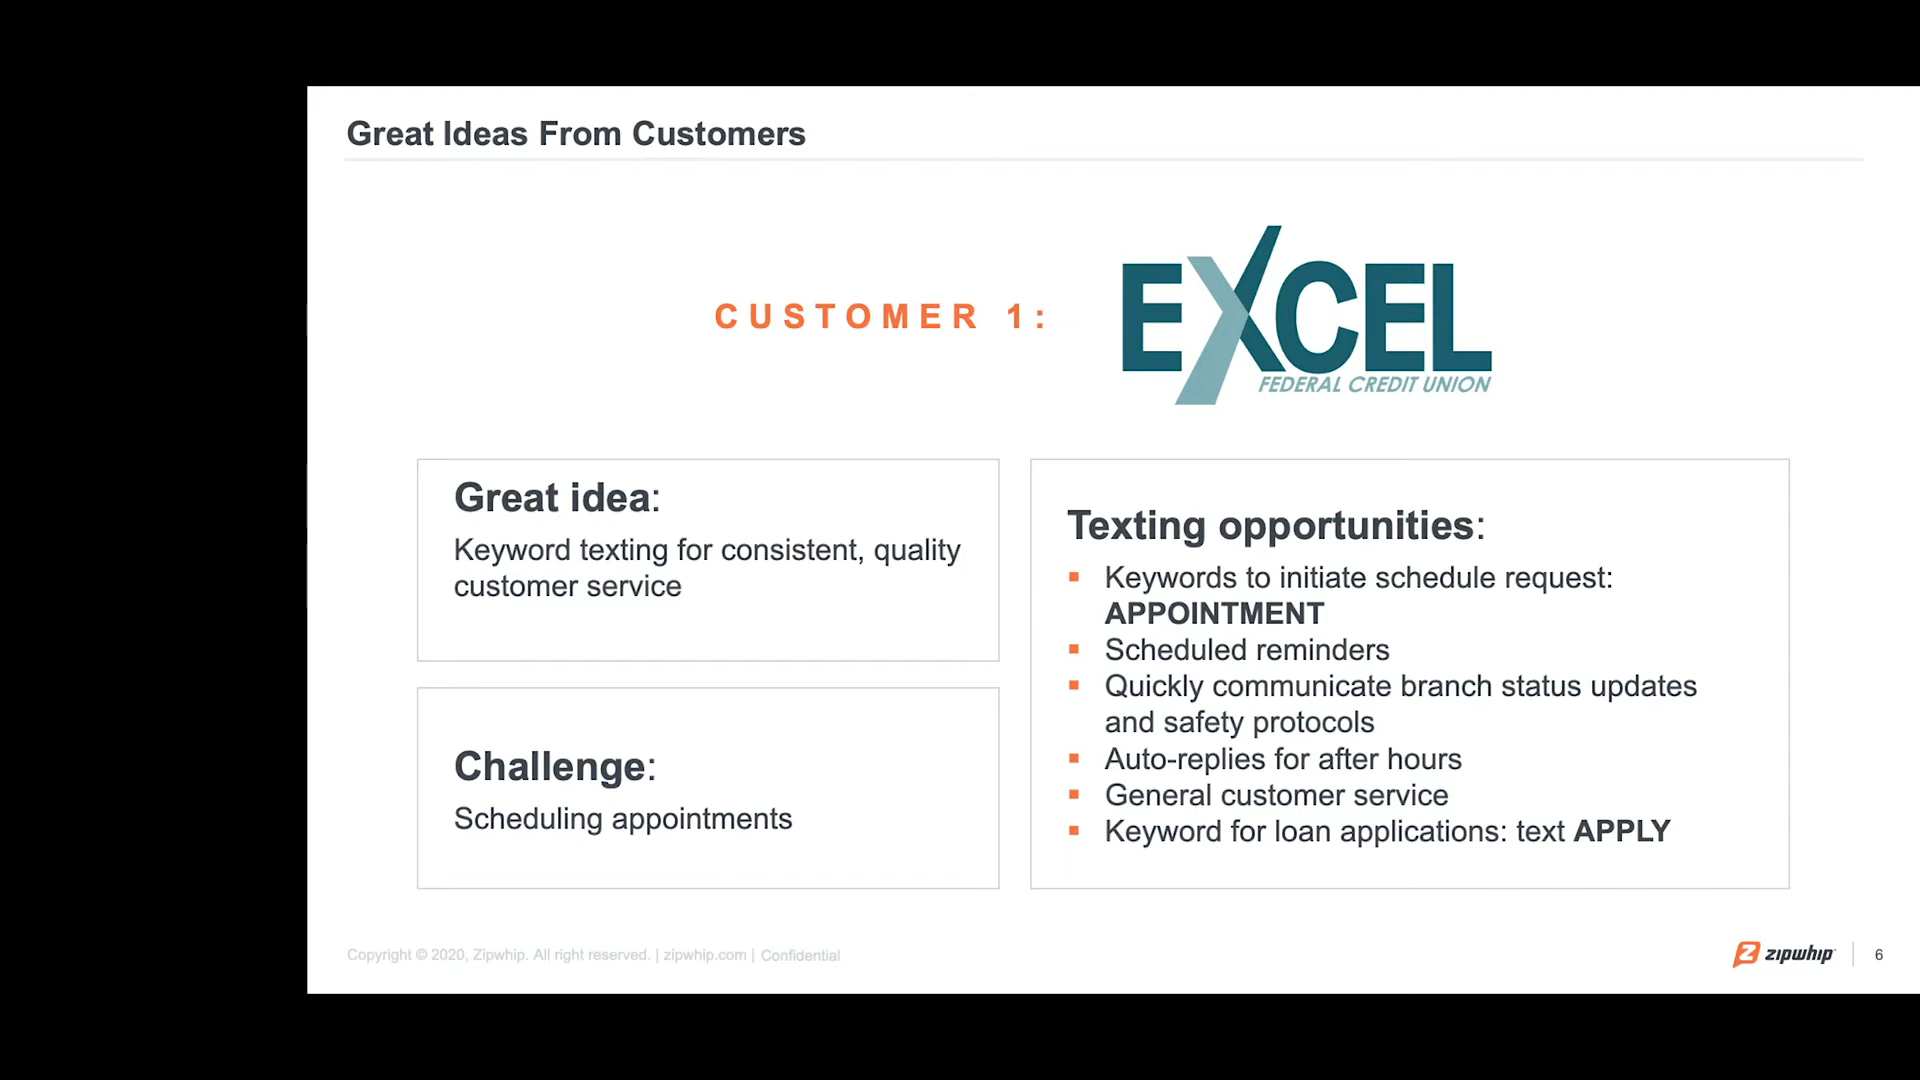 Great Ideas From Customers
CUSTOMER 1:
EXCEL
FEDERAL CREDIT UNION
Great idea:
Keyword texting for consistent, quality
customer service
Challenge:
Scheduling appointments
Texting opportunities:
▪ Keywords to initiate schedule request:
APPOINTMENT
▪ Scheduled reminders
▪ Quickly communicate branch status updates
and safety protocols
▪ Auto-replies for after hours
▪ General customer service
▪ Keyword for loan applications: text APPLY
Copyright © 2020, Zipwhip. All right reserved. | zipwhip.com | Confidential
zipwhip
6